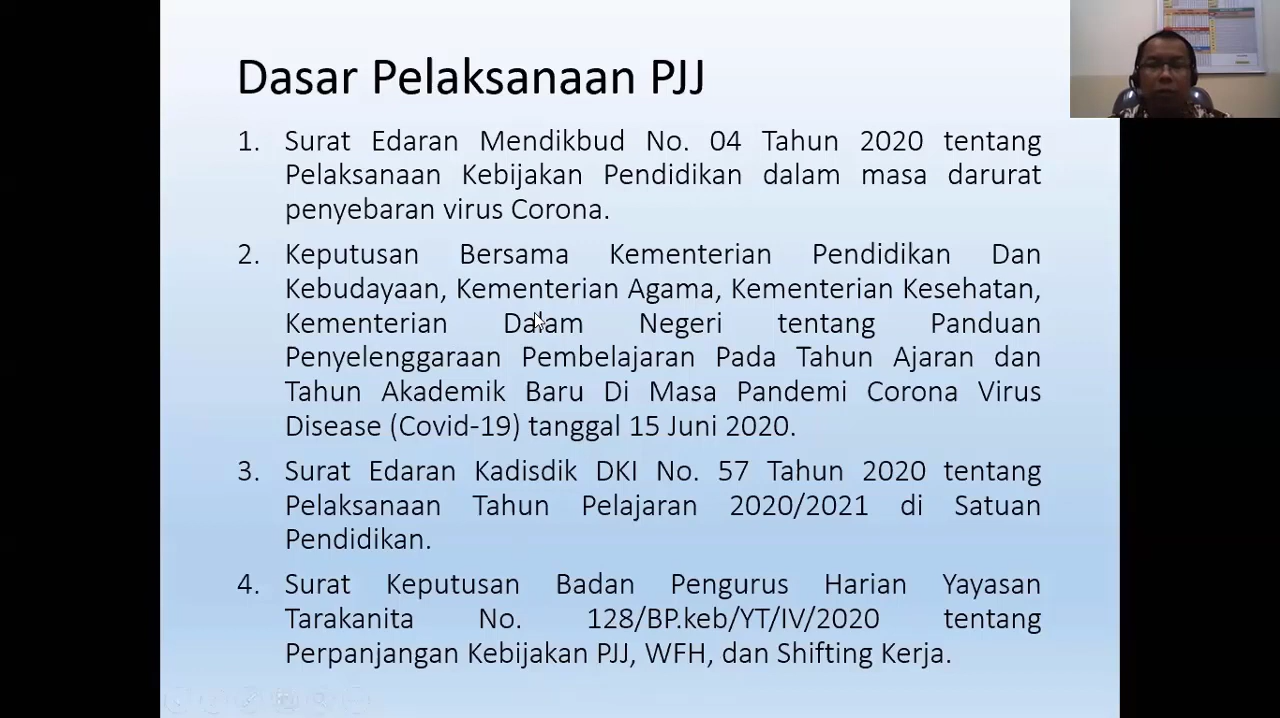 Dasar Pelaksanaan PJJ
1. Surat Edaran Mendikbud No. 04 Tahun 2020 tentang
Pelaksanaan Kebijakan Pendidikan dalam masa darurat
penyebaran virus Corona.
2. Keputusan Bersama Kementerian Pendidikan Dan
Kebudayaan, Kementerian Agama, Kementerian Kesehatan,
Kementerian Dalam Negeri tentang Panduan
Penyelenggaraan Pembelajaran Pada Tahun Ajaran dan
Tahun Akademik Baru Di Masa Pandemi Corona Virus
Disease (Covid-19) tanggal 15 Juni 2020.
3. Surat Edaran Kadisdik DKI No. 57 Tahun 2020 tentang
Pelaksanaan Tahun Pelajaran 2020/2021 di Satuan
Pendidikan.
4. Surat Keputusan Badan Pengurus Harian Yayasan
Tarakanita No. 128/BP.keb/YT/IV/2020 tentang
Perpanjangan Kebijakan PJJ, WFH, dan Shifting Kerja.